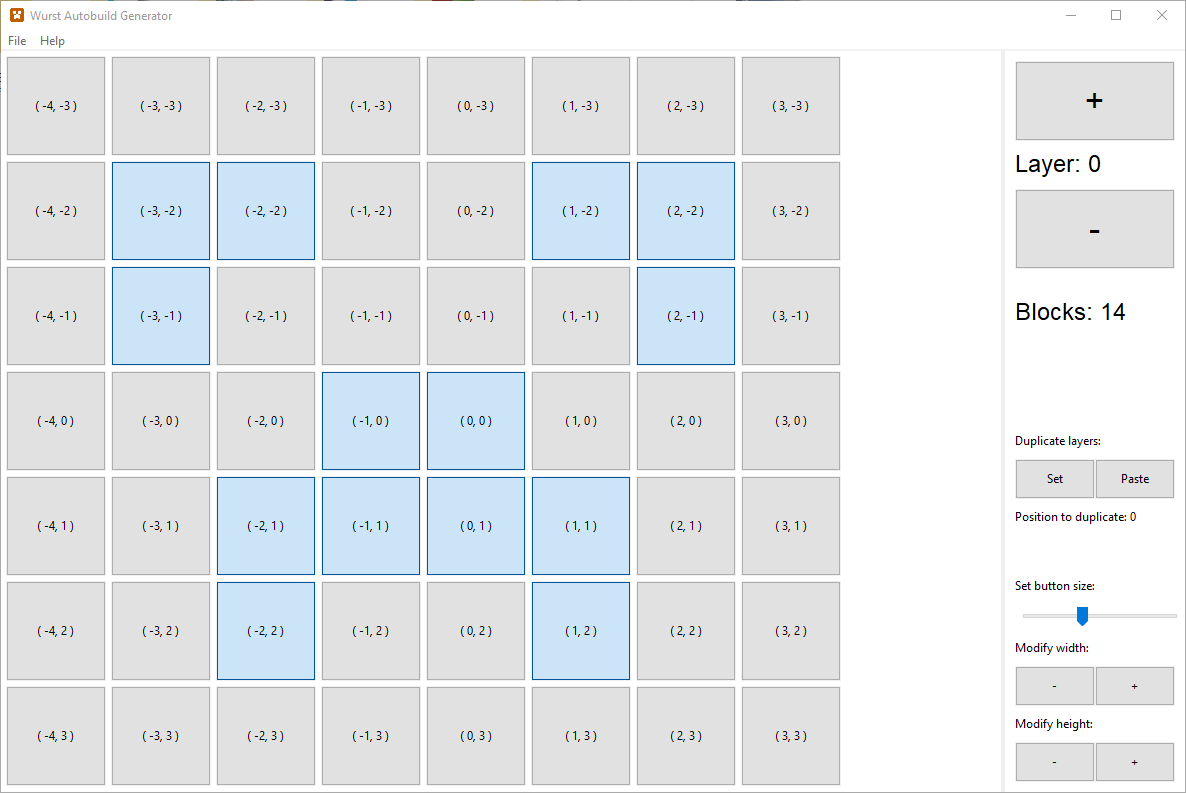 Wurst Autobuild Generator
File Help
( -4, -3 ) ( -3, -3 ) ( -2, -3 ) ( -1, -3 ) ( 0, -3 ) ( 1, -3 ) ( 2, -3 ) ( 3, -3 )
( -4, -2 ) ( -3, -2 ) ( -2, -2 ) ( -1, -2 ) ( 0, -2 ) ( 1, -2 ) ( 2, -2 ) ( 3, -2 )
( -4, -1 ) ( -3, -1 ) ( -2, -1 ) ( -1, -1 ) ( 0, -1 ) ( 1, -1 ) ( 2, -1 ) ( 3, -1 )
( -4, 0 ) ( -3, 0 ) ( -2, 0 ) ( -1, 0 ) ( 0, 0 ) ( 1, 0 ) ( 2, 0 ) ( 3, 0 )
( -4, 1 ) ( -3, 1 ) ( -2, 1 ) ( -1, 1 ) ( 0, 1 ) ( 1, 1 ) ( 2, 1 ) ( 3, 1 )
( -4, 2 ) ( -3, 2 ) ( -2, 2 ) ( -1, 2 ) ( 0, 2 ) ( 1, 2 ) ( 2, 2 ) ( 3, 2 )
( -4, 3 ) ( -3, 3 ) ( -2, 3 ) ( -1, 3 ) ( 0, 3 ) ( 1, 3 ) ( 2, 3 ) ( 3, 3 )
+
Layer: 0
-
Blocks: 14
Duplicate layers:
Set Paste
Position to duplicate: 0
Set button size:
Modify width:
- +
Modify height:
- +